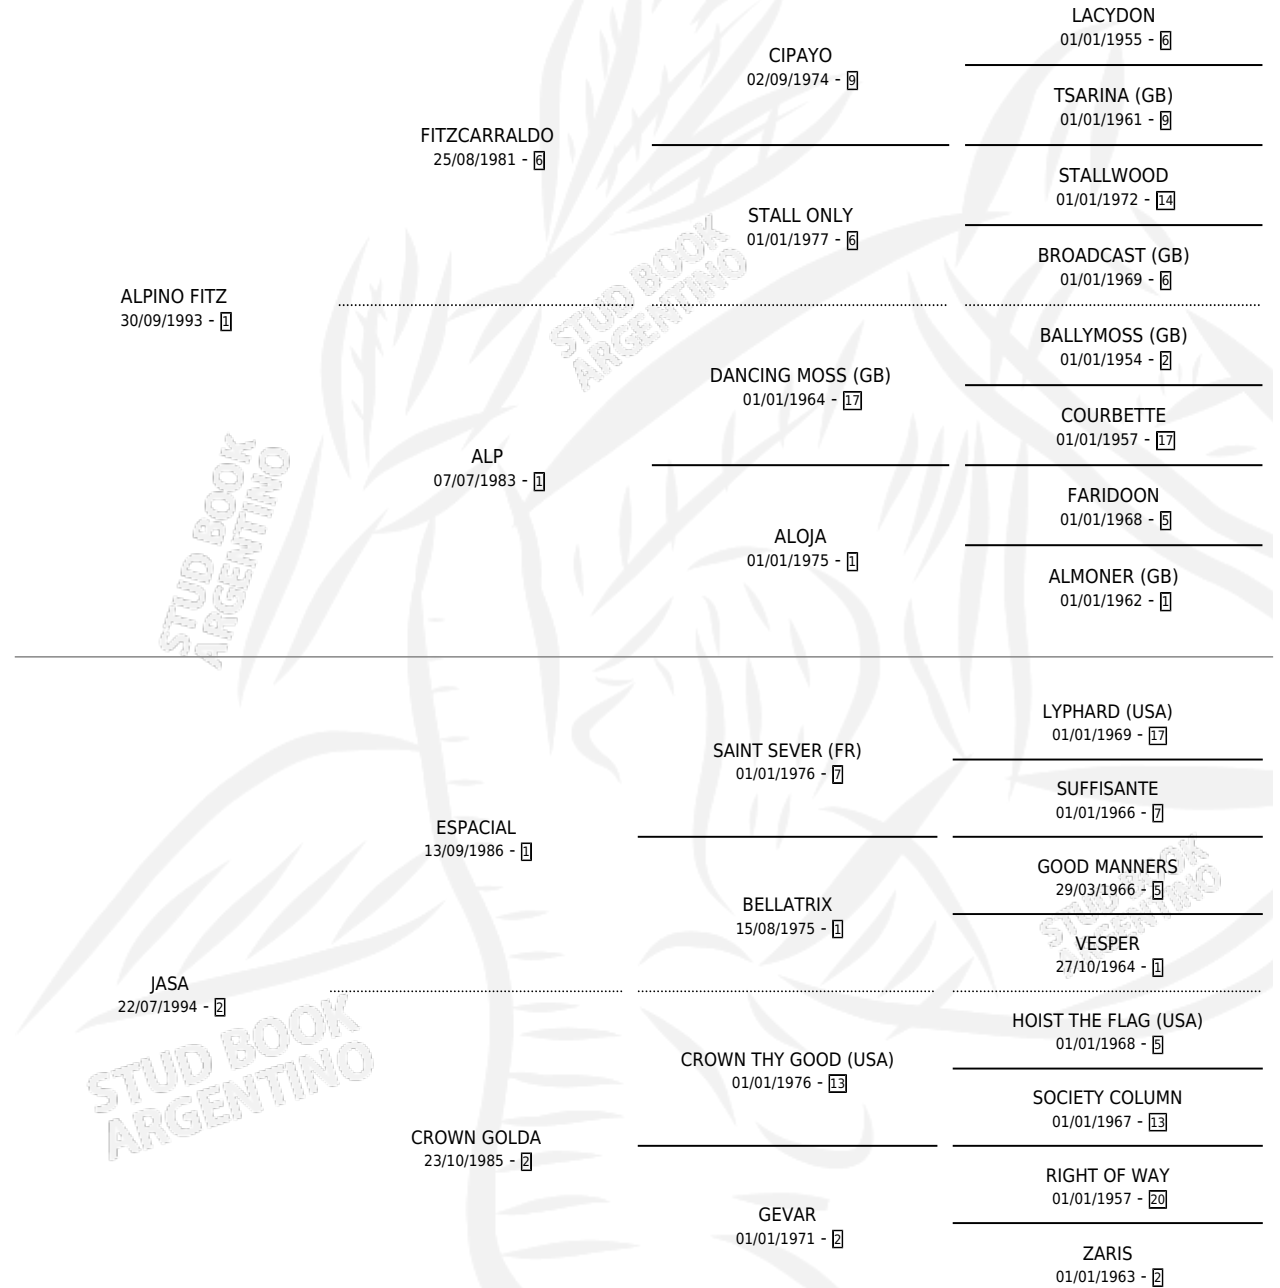 LACYDON
01/01/1955 - 6
CIPAYO
02/09/1974 - 9
TSARINA (GB)
01/01/1961 - 9
FITZCARRALDO
25/08/1981 - 6
STALLWOOD
01/01/1972 - 14
STALL ONLY
01/01/1977 - 6
BROADCAST (GB)
01/01/1969 - 6
ALPINO FITZ
30/09/1993 - 1
STUD BOOK
ARGENTINO
BALLYMOSS (GB)
01/01/1954 - 2
DANCING MOSS (GB)
01/01/1964 - 17
COURBETTE
01/01/1957 - 17
ALP
07/07/1983 - 1
FARIDOON
01/01/1968 - 5
ALOJA
01/01/1975 - 1
ALMONER (GB)
01/01/1962 - 1
STUD BOOK
ARGENTINO
LYPHARD (USA)
01/01/1969 - 17
SAINT SEVER (FR)
01/01/1976 - 7
SUFFISANTE
01/01/1966 - 7
ESPACIAL
13/09/1986 - 1
GOOD MANNERS
29/03/1966 - 5
BELLATRIX
15/08/1975 - 1
STUD BOOK
ARGENTINO
VESPER
27/10/1964 - 1
JASA
22/07/1994 - 2
HOIST THE FLAG (USA)
01/01/1968 - 5
STUD BOOK
ARGENTINO
CROWN THY GOOD (USA)
01/01/1976 - 13
SOCIETY COLUMN
01/01/1967 - 13
CROWN GOLDA
23/10/1985 - 2
RIGHT OF WAY
01/01/1957 - 20
GEVAR
01/01/1971 - 2
ZARIS
01/01/1963 - 2